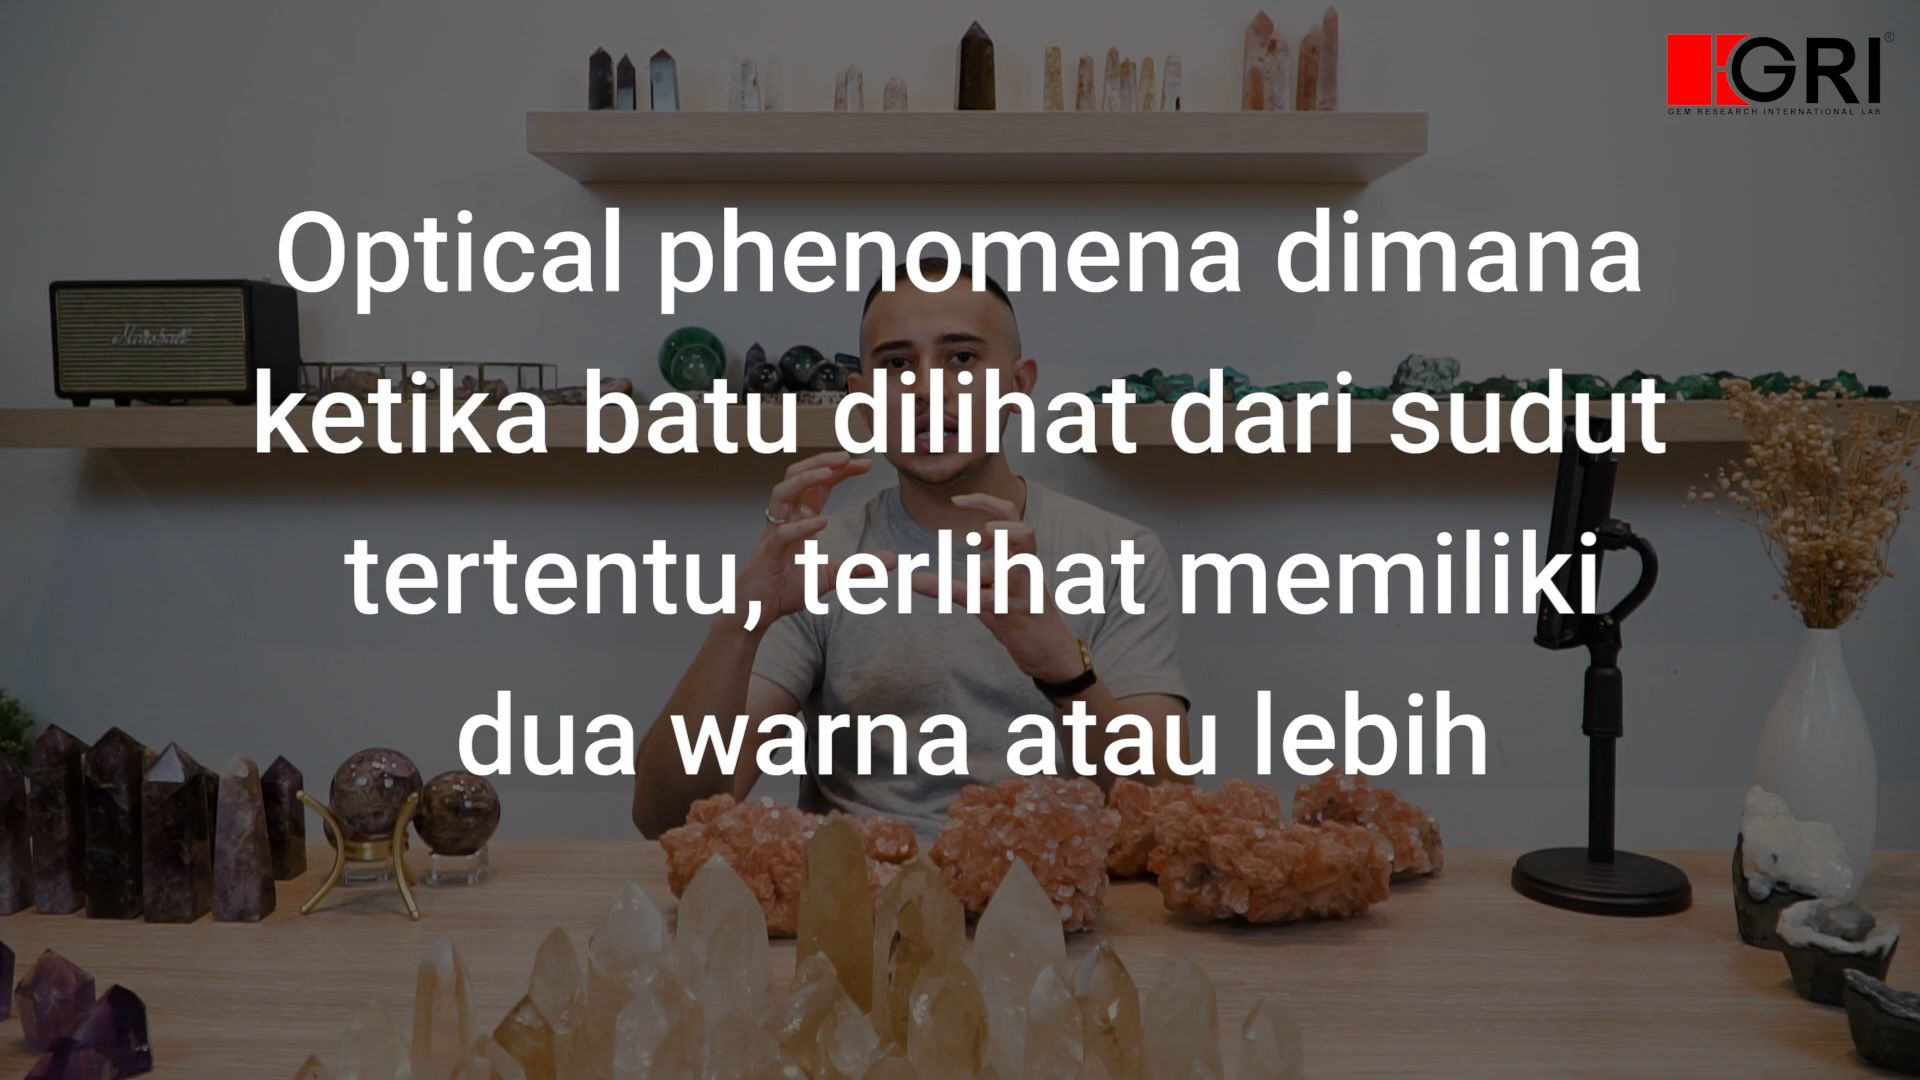 GRI®
GEM RESEARCH INTERNATIONAL LAB
Optical phenomena dimana
Marshall
ketika batu dilihat dari sudut
tertentu, terlihat memiliki
dua warna atau lebih